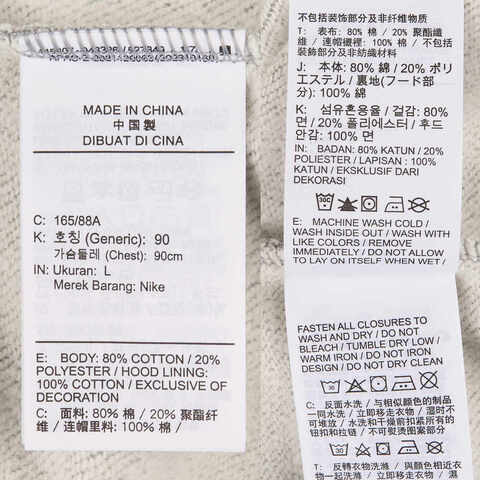 MADE IN CHINA
中国製
DIBUAT DI CINA
C: 165/88A
K: 호칭 (Generic): 90
가슴둘레 (Chest): 90cm
IN: Ukuran: L
Merek Barang: Nike
E: BODY: 80% COTTON / 20%
POLYESTER / HOOD LINING:
100% COTTON / EXCLUSIVE OF
DECORATION
C: 面料: 80% 棉 / 20% 聚酯纤
维 / 连帽里料: 100% 棉 /
不包括装饰部分及非纤维物质
T: 表布: 80% 棉 / 20% 聚酯纖
維 / 連帽襯裡: 100% 棉 / 不包括
裝飾部分
J: 本体: 80% 綿 / 20% ポリ
エステル / 裏地(フード部
分): 100% 綿
K: 섬유혼용율 / 겉감: 80%
면 / 20% 폴리에스터 / 후드
안감: 100% 면
IN: BADAN: 80% KATUN / 20%
POLIESTER / LAPISAN : 100%
KATUN / EKSKLUSIF DARI
DEKORASI
E: MACHINE WASH COLD /
WASH INSIDE OUT / WASH WITH
LIKE COLORS / REMOVE
IMMEDIATELY / DO NOT ALLOW
TO LAY ON ITSELF WHEN WET /
FASTEN ALL CLOSURES TO
WASH AND DRY / DO NOT
BLEACH / TUMBLE DRY LOW /
WARM IRON / DO NOT IRON
DESIGN / DO NOT DRY CLEAN
C: 反面水洗 / 与相似颜色的制品
一同水洗 / 立即移走衣物 / 湿时不
可堆放 / 水洗和干燥前扣紧所有的
钮扣和拉链 / 不可熨烫图案部分
T: 反轉衣物洗滌 / 與顏色相近衣